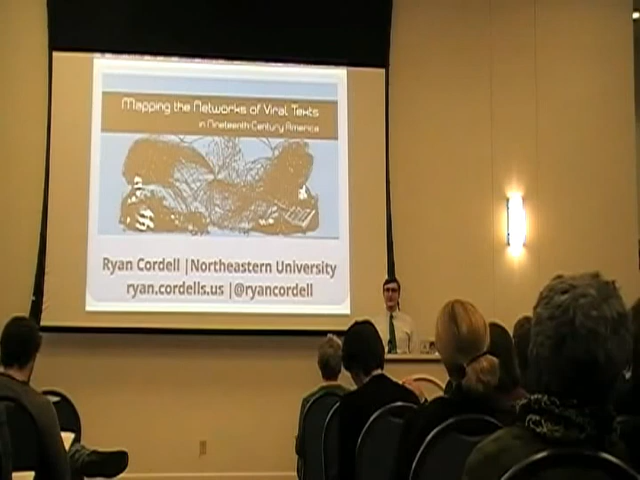 Mapping the Networks of Viral Texts
in Nineteenth-Century America
Ryan Cordell | Northeastern University
ryan.cordells.us | @ryancordell